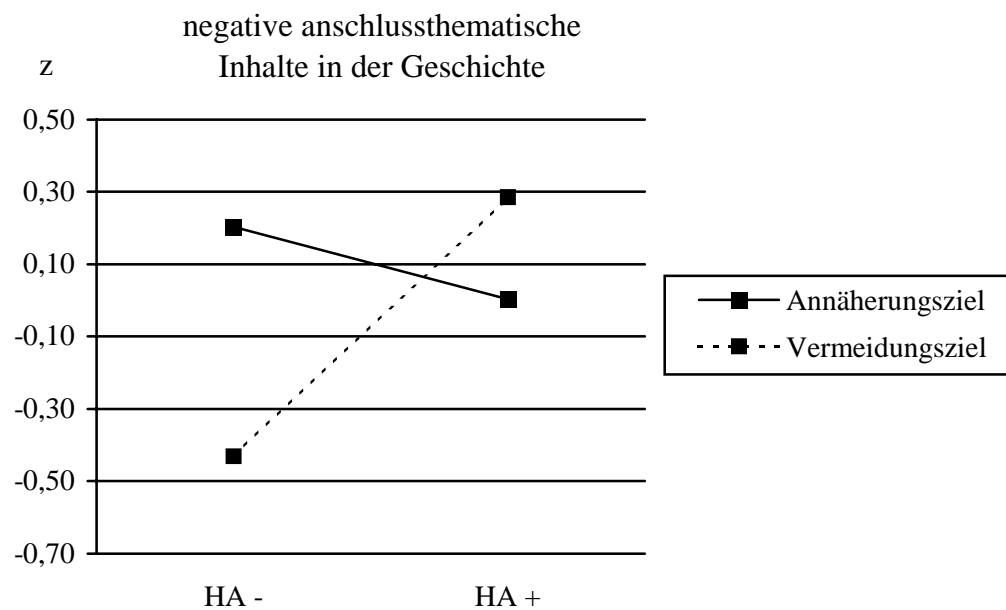 negative anschlussthematische
Inhalte in der Geschichte
z
0,50
0,30
0,10
-0,10
-0,30
-0,50
-0,70
HA -
HA +
Annäherungsziel
Vermeidungsziel